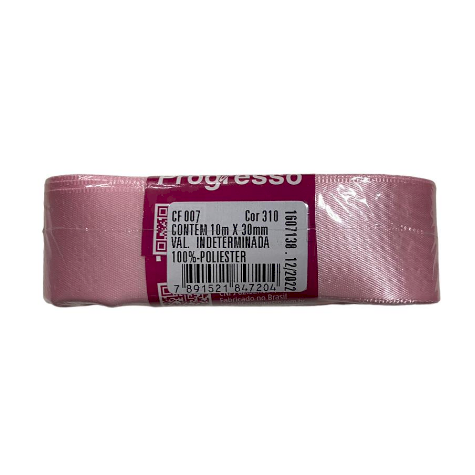 Progresso
CF 007 Cor 310
CONTEM 10m X 30mm
VAL. INDETERMINADA
100%-POLIESTER
7 891521 847204
1607138 .12/2022
Fabricado no Brasil